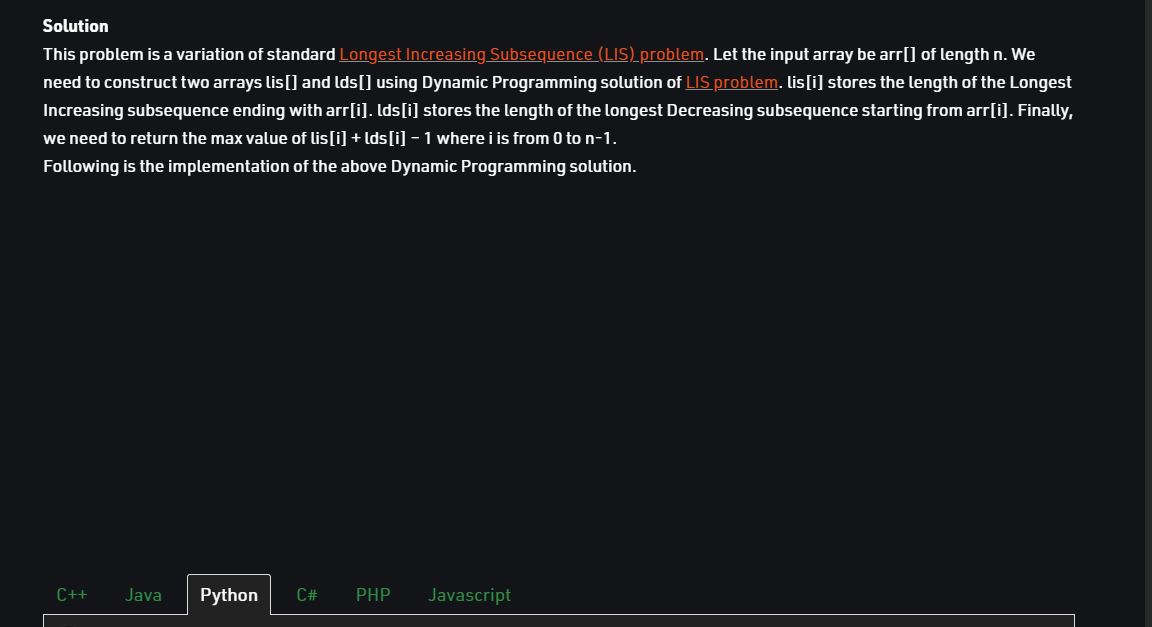 Solution
This problem is a variation of standard Longest Increasing Subsequence (LIS) problem. Let the input array be arr[] of length n. We
need to construct two arrays lis[] and lds[] using Dynamic Programming solution of LIS problem. lis[i] stores the length of the Longest
Increasing subsequence ending with arr[i]. lds[i] stores the length of the longest Decreasing subsequence starting from arr[i]. Finally,
we need to return the max value of lis[i] + lds[i] – 1 where i is from 0 to n-1.
Following is the implementation of the above Dynamic Programming solution.
C++ Java Python C# PHP Javascript